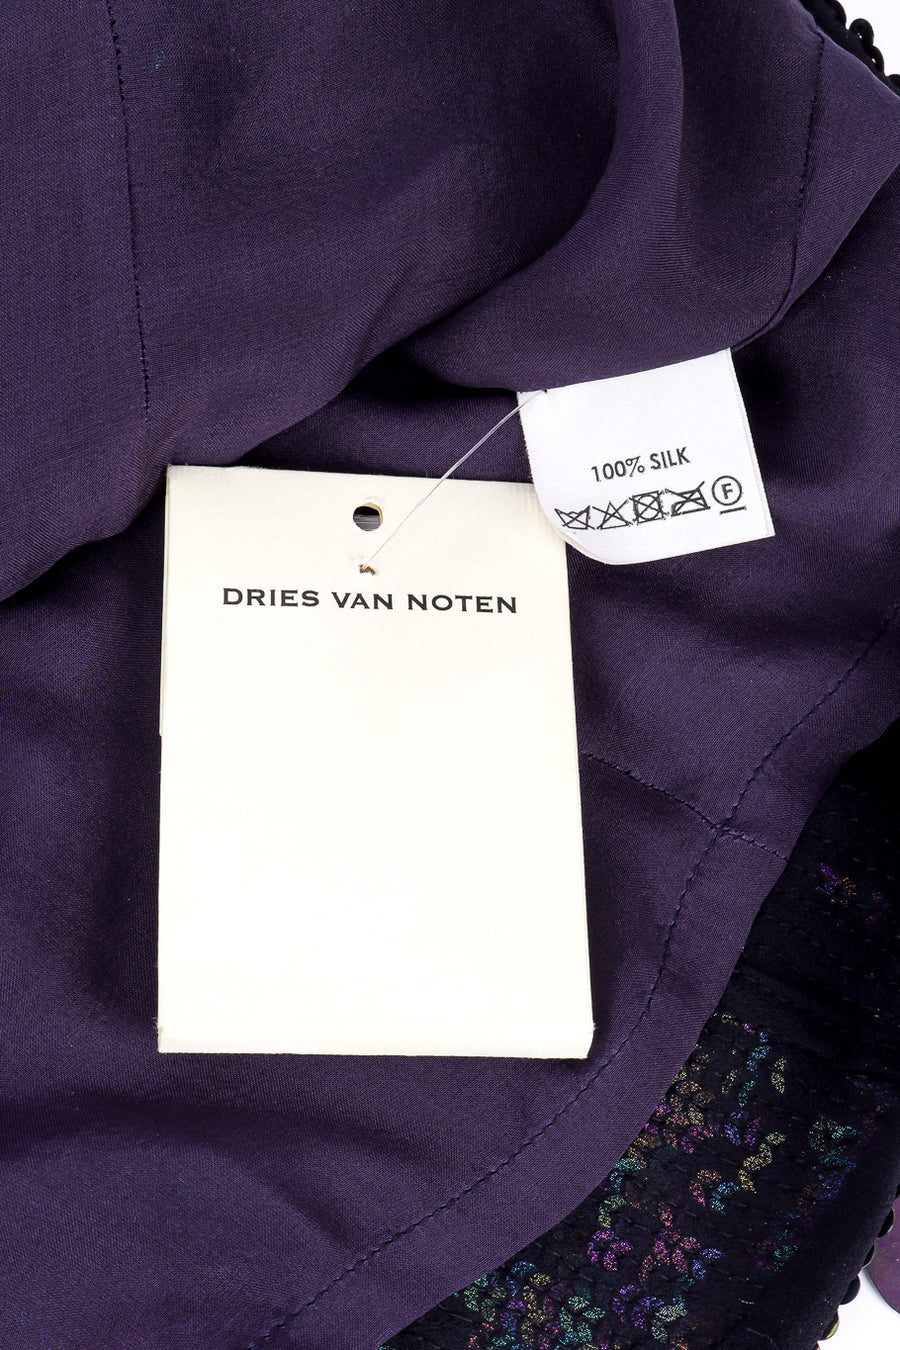 100% SILK
F
DRIES VAN NOTEN